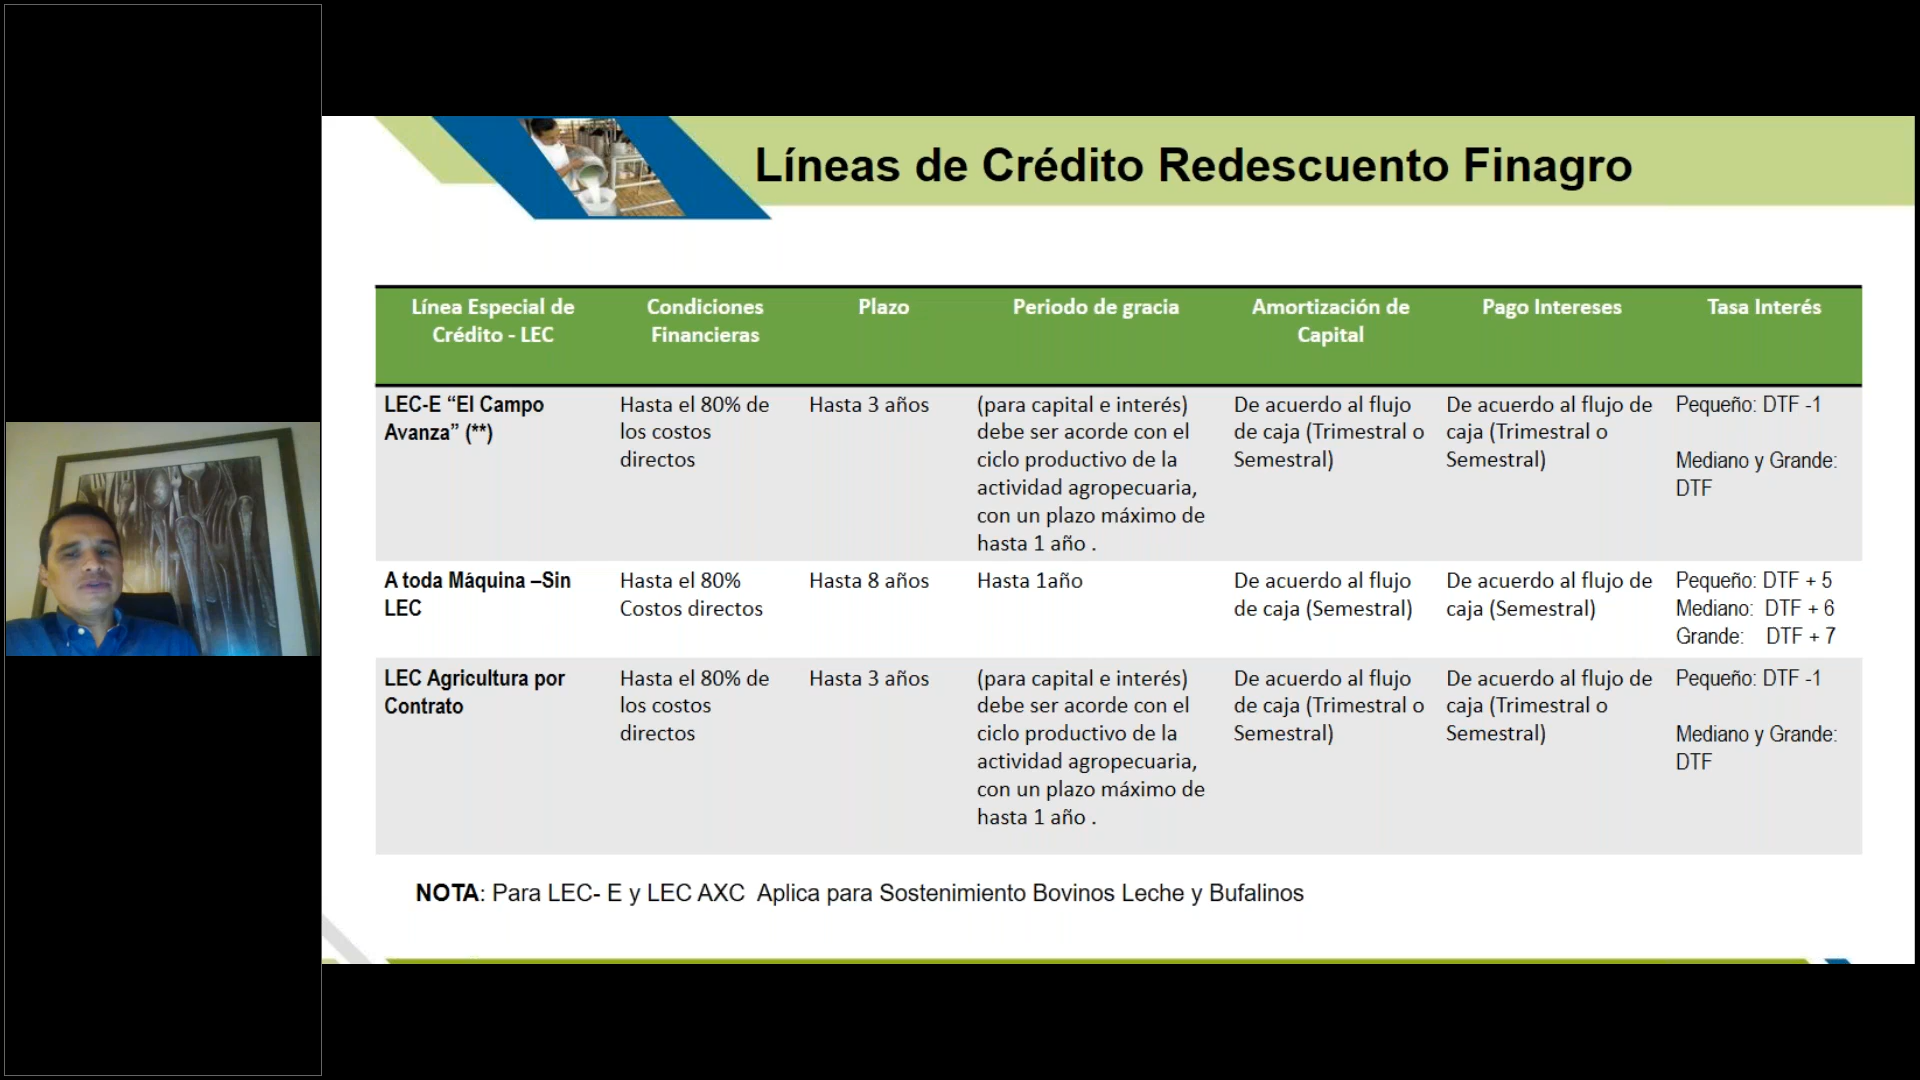 Líneas de Crédito Redescuento Finagro
Línea Especial de
Crédito - LEC
Condiciones
Financieras
Plazo
Periodo de gracia
Amortización de
Capital
Pago Intereses
Tasa Interés
LEC-E “El Campo
Avanza” (**)
Hasta el 80% de
los costos
directos
Hasta 3 años
(para capital e interés)
debe ser acorde con el
ciclo productivo de la
actividad agropecuaria,
con un plazo máximo de
hasta 1 año .
De acuerdo al flujo
de caja (Trimestral o
Semestral)
De acuerdo al flujo de
caja (Trimestral o
Semestral)
Pequeño: DTF -1
Mediano y Grande:
DTF
A toda Máquina –Sin
LEC
Hasta el 80%
Costos directos
Hasta 8 años
Hasta 1año
De acuerdo al flujo
de caja (Semestral)
De acuerdo al flujo de
caja (Semestral)
Pequeño: DTF + 5
Mediano: DTF + 6
Grande: DTF + 7
LEC Agricultura por
Contrato
Hasta el 80% de
los costos
directos
Hasta 3 años
(para capital e interés)
debe ser acorde con el
ciclo productivo de la
actividad agropecuaria,
con un plazo máximo de
hasta 1 año .
De acuerdo al flujo
de caja (Trimestral o
Semestral)
De acuerdo al flujo de
caja (Trimestral o
Semestral)
Pequeño: DTF -1
Mediano y Grande:
DTF
NOTA: Para LEC- E y LEC AXC Aplica para Sostenimiento Bovinos Leche y Bufalinos